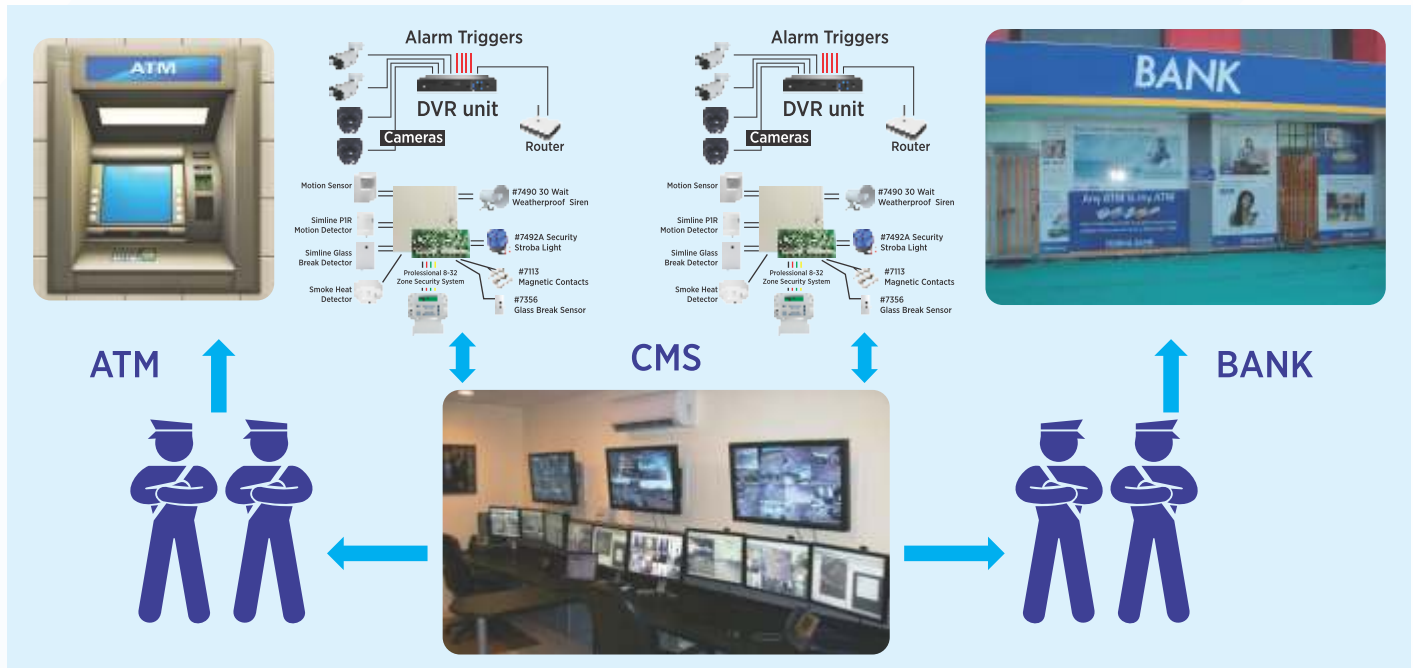 ATM
Alarm Triggers
DVR unit
Cameras
Router
Motion Sensor
#7490 30 Wait
Weatherproof Siren
Simline P1R
Motion Detector
#7492A Security
Stroba Light
Simline Glass
Break Detector
Professional 8-32
Zone Security System
#7113
Magnetic Contacts
Smoke Heat
Detector
#7356
Glass Break Sensor
Alarm Triggers
DVR unit
Cameras
Router
Motion Sensor
#7490 30 Wait
Weatherproof Siren
Simline P1R
Motion Detector
#7492A Security
Stroba Light
Simline Glass
Break Detector
Professional 8-32
Zone Security System
#7113
Magnetic Contacts
Smoke Heat
Detector
#7356
Glass Break Sensor
BANK
Any ATM is my ATM
ATM
CMS
BANK